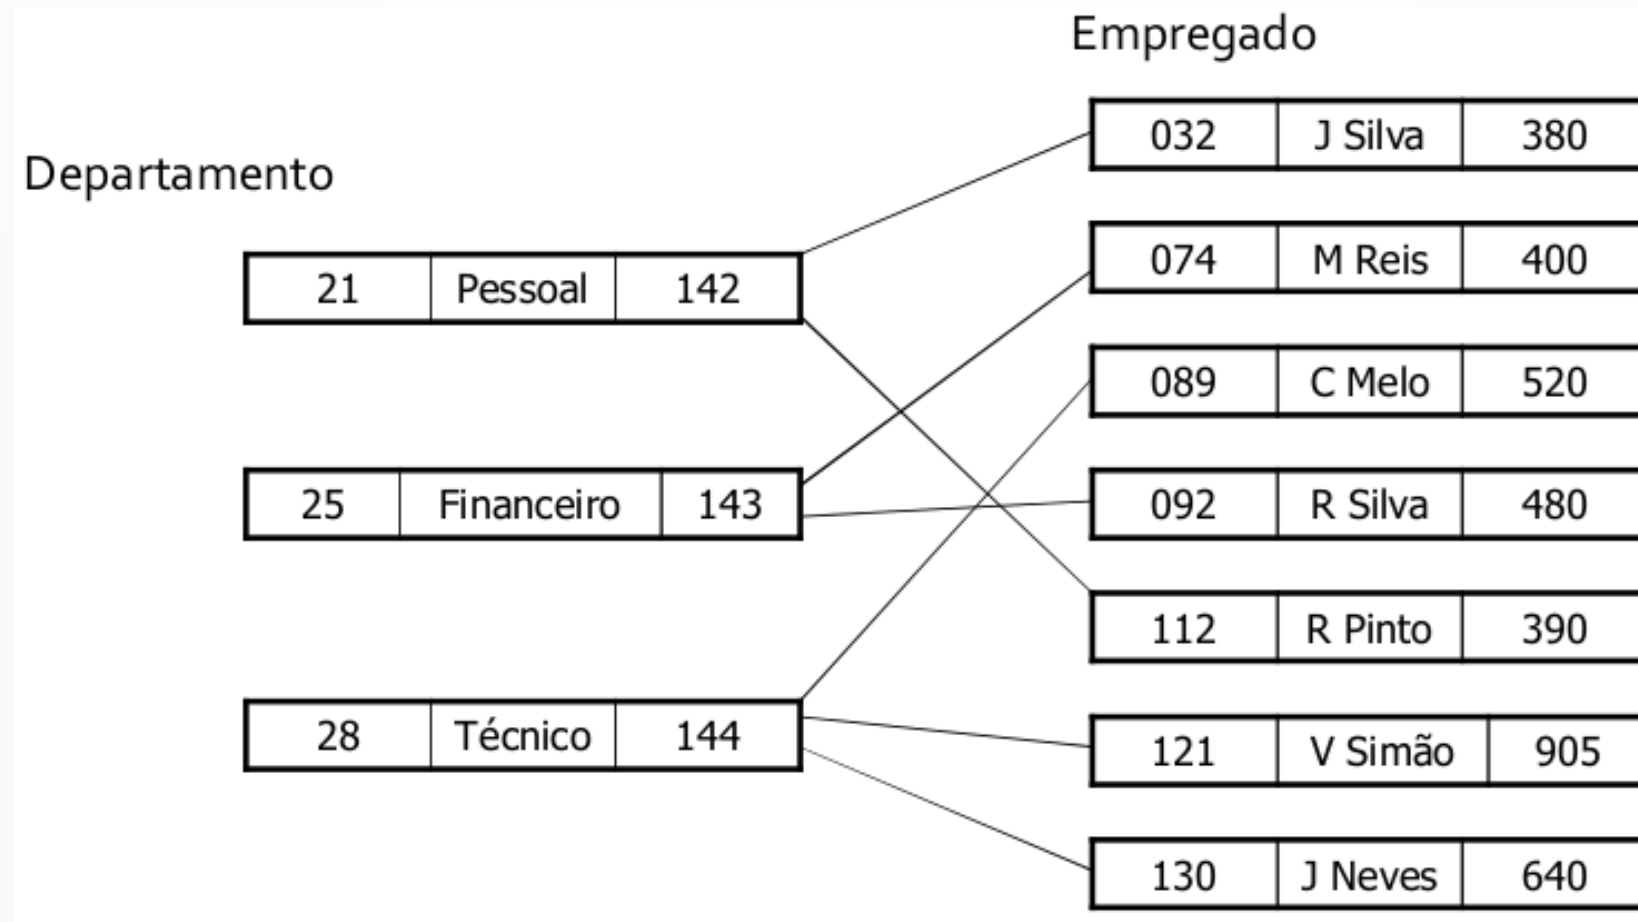 Empregado
032 J Silva 380
Departamento
074 M Reis 400
21 Pessoal 142
089 C Melo 520
25 Financeiro 143
092 R Silva 480
112 R Pinto 390
28 Técnico 144
121 V Simão 905
130 J Neves 640